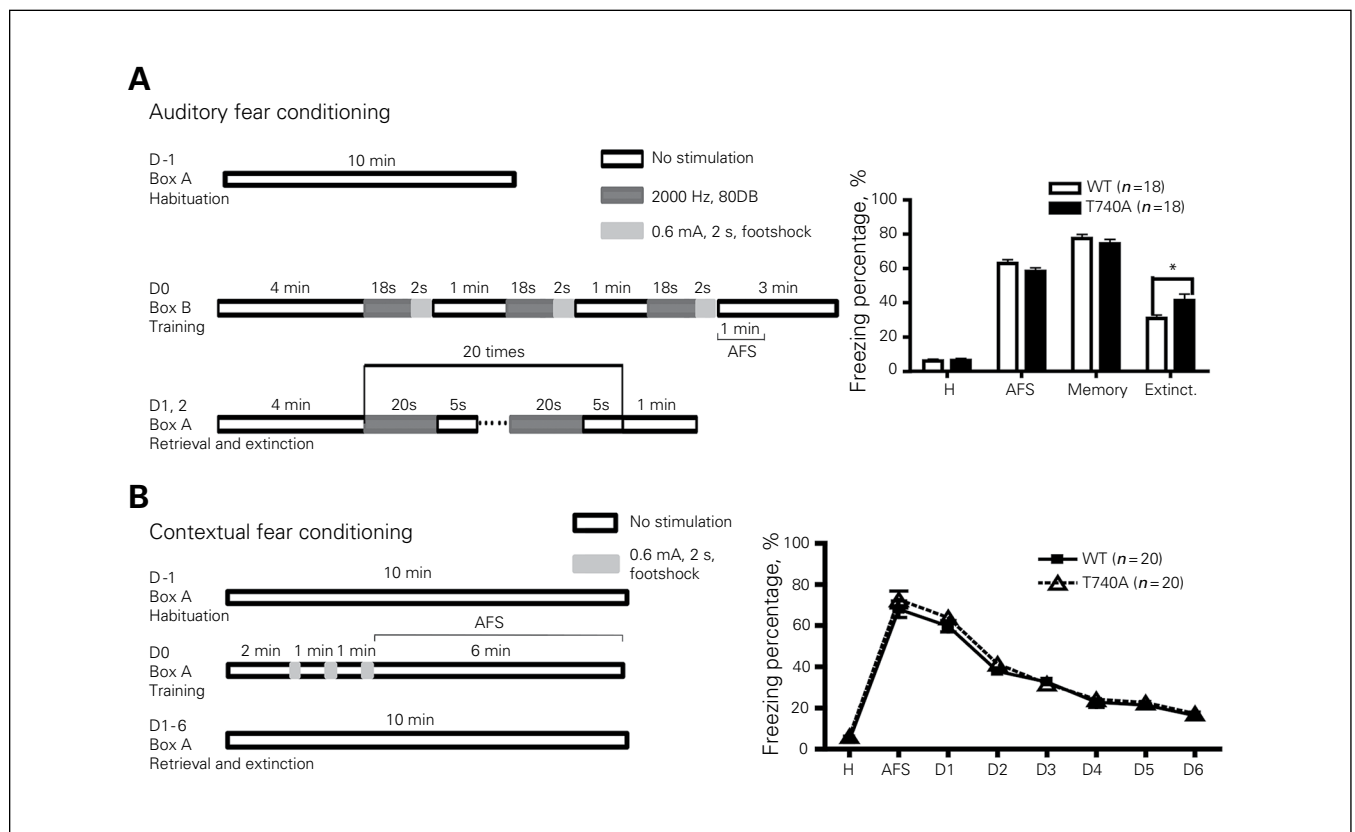 A
Auditory fear conditioning
D-1
Box A
Habituation
10 min
No stimulation
2000 Hz, 80DB
0.6 mA, 2 s, footshock
D0
Box B
Training
4 min 18s 2s 1 min 18s 2s 1 min 18s 2s 3 min
1 min
AFS
20 times
D1, 2
Box A
Retrieval and extinction
4 min 20s 5s 20s 5s 1 min
Freezing percentage, %
WT (n=18)
T740A (n=18)
100
80
60
40
20
0
*
H AFS Memory Extinct.
B
Contextual fear conditioning
No stimulation
0.6 mA, 2 s,
footshock
D-1
Box A
Habituation
10 min
AFS
D0
Box A
Training
2 min 1 min 1 min 6 min
D1-6
Box A
Retrieval and extinction
10 min
Freezing percentage, %
WT (n=20)
T740A (n=20)
100
80
60
40
20
0
H AFS D1 D2 D3 D4 D5 D6